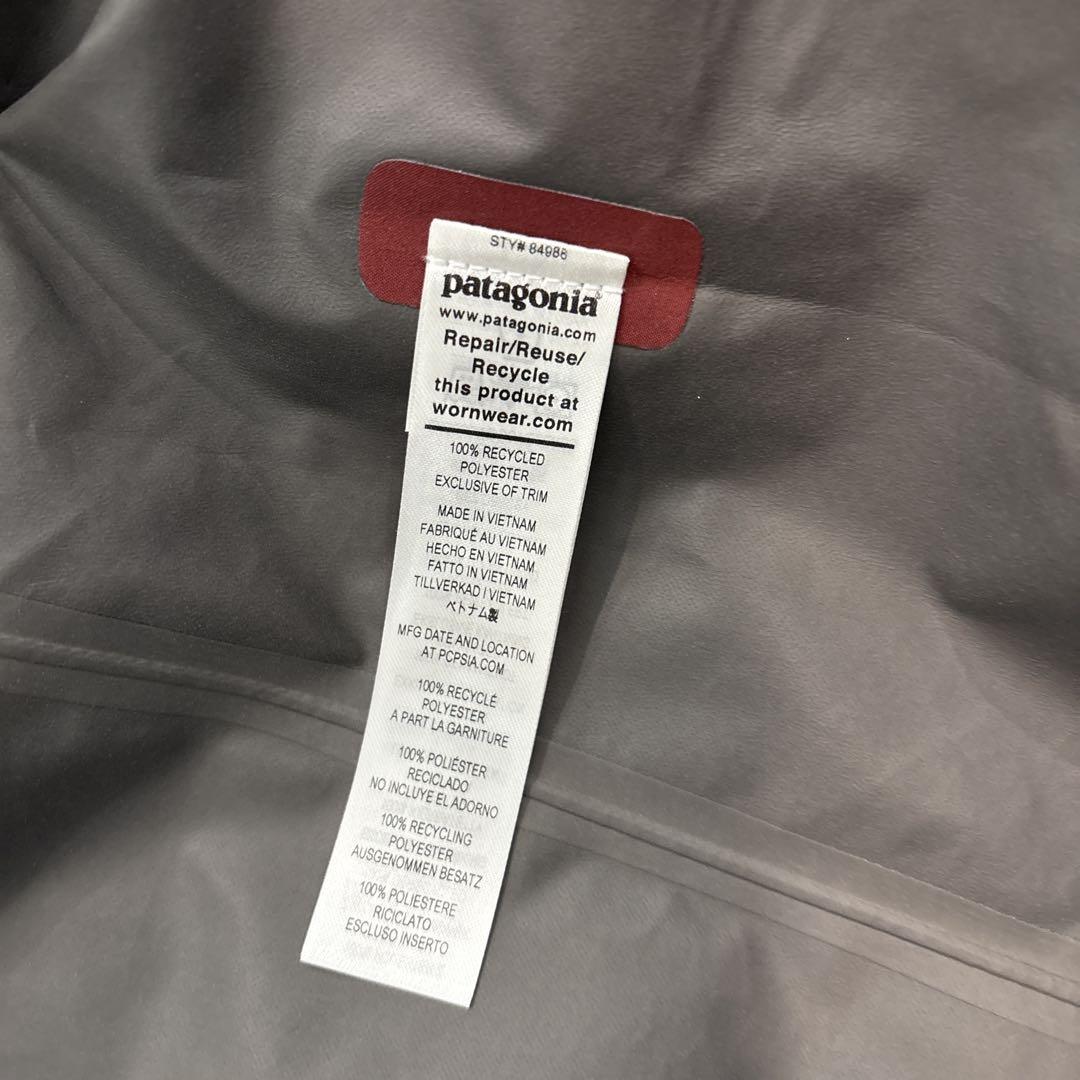 STY# 84986
patagonia®
www.patagonia.com
Repair/Reuse/
Recycle
this product at
wornwear.com
100% RECYCLED
POLYESTER
EXCLUSIVE OF TRIM
MADE IN VIETNAM
FABRIQUÉ AU VIETNAM
HECHO EN VIETNAM
FATTO IN VIETNAM
TILLVERKAD I VIETNAM
ベトナム製
MFG DATE AND LOCATION
AT PCPSIA.COM
100% RECYCLÉ
POLYESTER
A PART LA GARNITURE
100% POLIÉSTER
RECICLADO
NO INCLUYE EL ADORNO
100% RECYCLING
POLYESTER
AUSGENOMMEN BESATZ
100% POLIESTERE
RICICLATO
ESCLUSO INSERTO